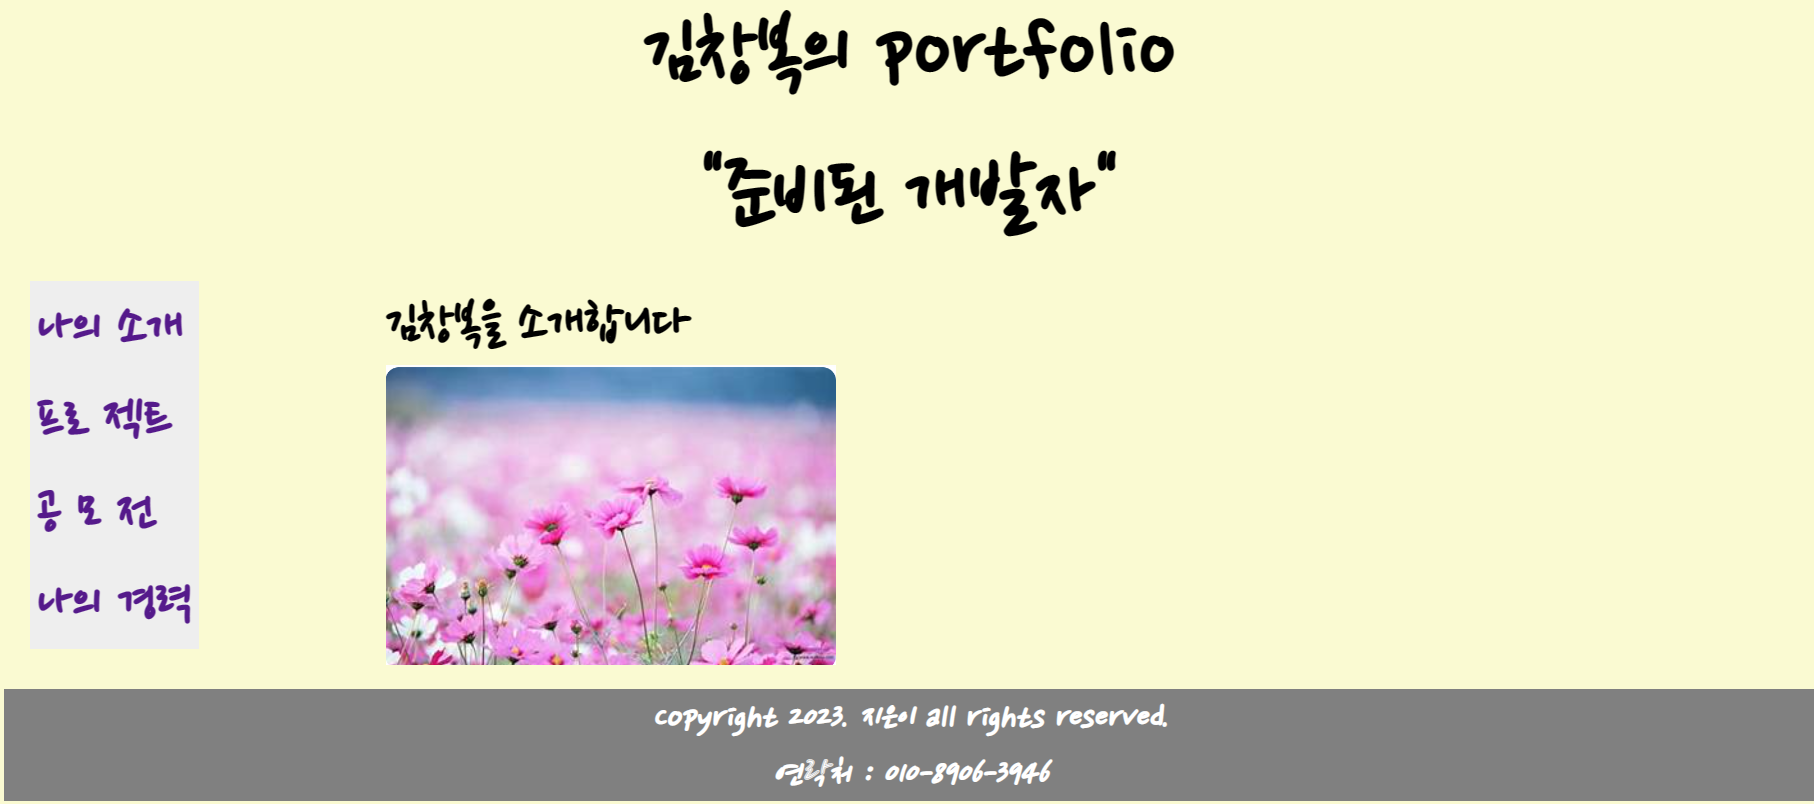 김창복의 portfolio
"준비된 개발자"
나의 소개
프로 젝트
공 모 전
나의 경력
김창복을 소개합니다
copyright 2023. 지은이 all rights reserved.
연락처 : 010-8906-3946